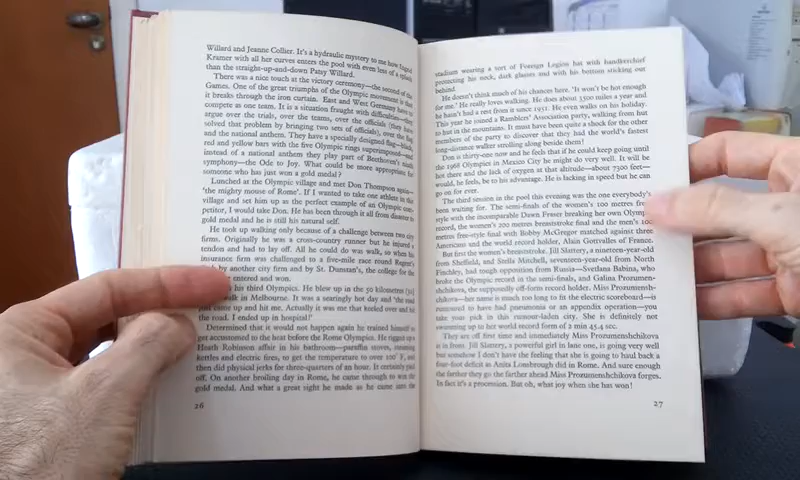 Willard and Jeanne Collier. It's a hydraulic mystery to me how Ingrid
Kramer with all her curves enters the pool with even less of a splash
than the straight-up-and-down Patsy Willard.
There was a nice touch at the victory ceremony—the second of the
Games. One of the great triumphs of the Olympic movement is that
it breaks through the iron curtain. East and West Germany have to
compete as one team. It is a situation fraught with difficulties—they
argue over the trials, over the teams, over the officials (they have
solved that problem by bringing two sets of officials), over the flag
and the national anthem. They have a specially designed flag—black,
red and yellow bars with the five Olympic rings superimposed—and
instead of a national anthem they play part of Beethoven's ninth
symphony—the Ode to Joy. What could be more appropriate for
someone who has just won a gold medal?
Lunched at the Olympic village and met Don Thompson again—
'the mighty mouse of Rome'. If I wanted to take one athlete in this
village and set him up as the perfect example of an Olympic com-
petitor, I would take Don. He has been through it all from disaster to
gold medal and he is still his natural self.
He took up walking only because of a challenge between two city
firms. Originally he was a cross-country runner but he injured a
tendon and had to lay off. All he could do was walk, so when his
insurance firm was challenged to a five-mile race round Regent's
by another city firm and by St. Dunstan's, the college for the
he entered and won.
his third Olympics. He blew up in the 50 kilometres (30
walk in Melbourne. It was a searingly hot day and 'the road
just came up and hit me. Actually it was me that keeled over and hit
the road. I ended up in hospital!'
Determined that it would not happen again he trained himself to
get accustomed to the heat before the Rome Olympics. He rigged up a
Heath Robinson affair in his bathroom—paraffin stoves, steaming
kettles and electric fires, to get the temperature to over 100° F, and
then did physical jerks for three-quarters of an hour. It certainly paid
off. On another broiling day in Rome, he came through to win the
gold medal. And what a great sight he made as he came into the
26
stadium wearing a sort of Foreign Legion hat with handkerchief
protecting his neck, dark glasses and with his bottom sticking out
behind.
He doesn't think much of his chances here. 'It won't be hot enough
for me.' He really loves walking. He does about 3500 miles a year and
he hasn't had a rest from it since 1951. He even walks on his holiday.
This year he joined a Ramblers' Association party, walking from hut
to hut in the mountains. It must have been quite a shock for the other
members of the party to discover that they had the world's fastest
long-distance walker strolling along beside them!
Don is thirty-one now and he feels that if he could keep going until
the 1968 Olympics in Mexico City he might do very well. It will be
hot there and the lack of oxygen at that altitude—about 7300 feet—
would, he feels, be to his advantage. He is lacking in speed but he can
go on for ever.
The third session in the pool this evening was the one everybody's
been waiting for. The semi-finals of the women's 100 metres free-
style with the incomparable Dawn Fraser breaking her own Olympic
record, the women's 200 metres breaststroke final and the men's 100
metres free-style final with Bobby McGregor matched against three
Americans and the world record holder, Alain Gottvalles of France.
But first the women's breaststroke. Jill Slattery, a nineteen-year-old
from Sheffield, and Stella Mitchell, seventeen-year-old from North
Finchley, had tough opposition from Russia—Svetlana Babina, who
broke the Olympic record in the semi-finals, and Galina Prozumen-
shchikova, the supposedly off-form record holder. Miss Prozumensh-
chikova—her name is much too long to fit the electric scoreboard—is
rumoured to have had pneumonia or an appendix operation—you
take your pick in this rumour-laden city. She is definitely not
swimming up to her world record form of 2 min 45.4 sec.
They are off first time and immediately Miss Prozumenshchikova
is in front. Jill Slattery, a powerful girl in lane one, is going very well
but somehow I don't have the feeling that she is going to haul back a
four-foot deficit as Anita Lonsbrough did in Rome. And sure enough
the farther they go the farther ahead Miss Prozumenshchikova forges.
In fact it's a procession. But oh, what joy when she has won!
27